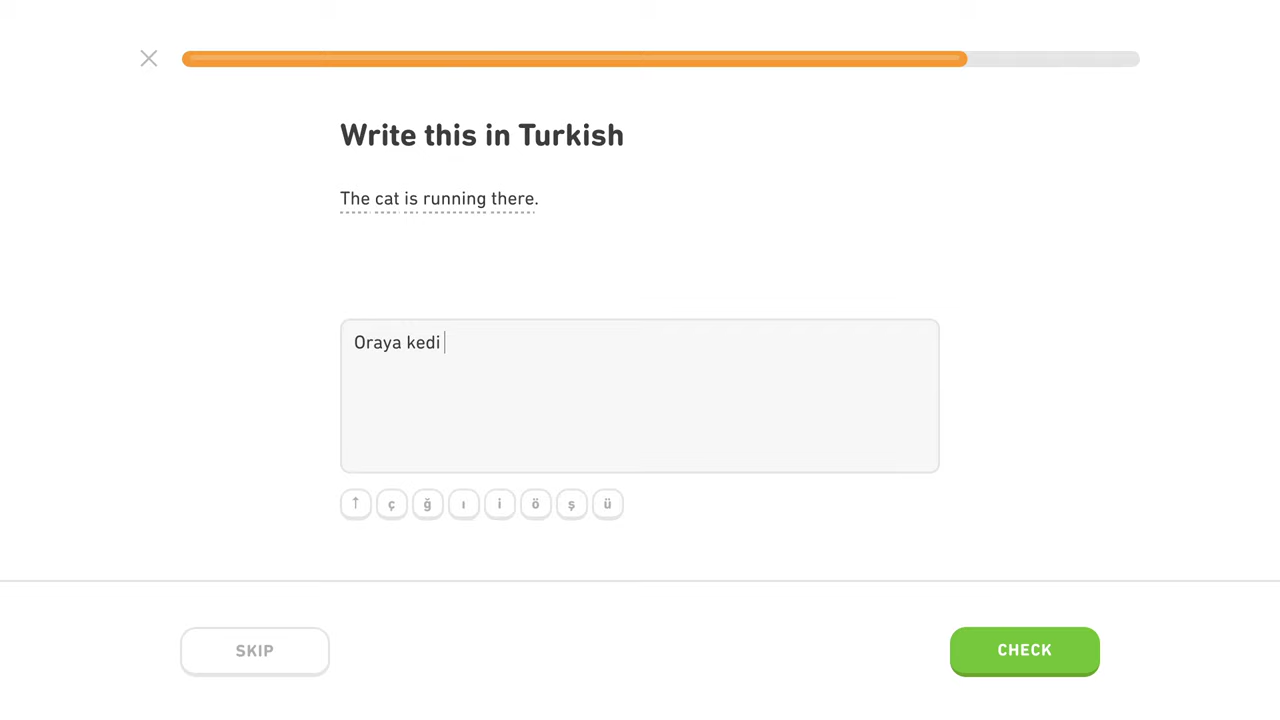 Write this in Turkish
The cat is running there.
Oraya kedi
↑ ç ğ ı i ö ş ü
SKIP
CHECK